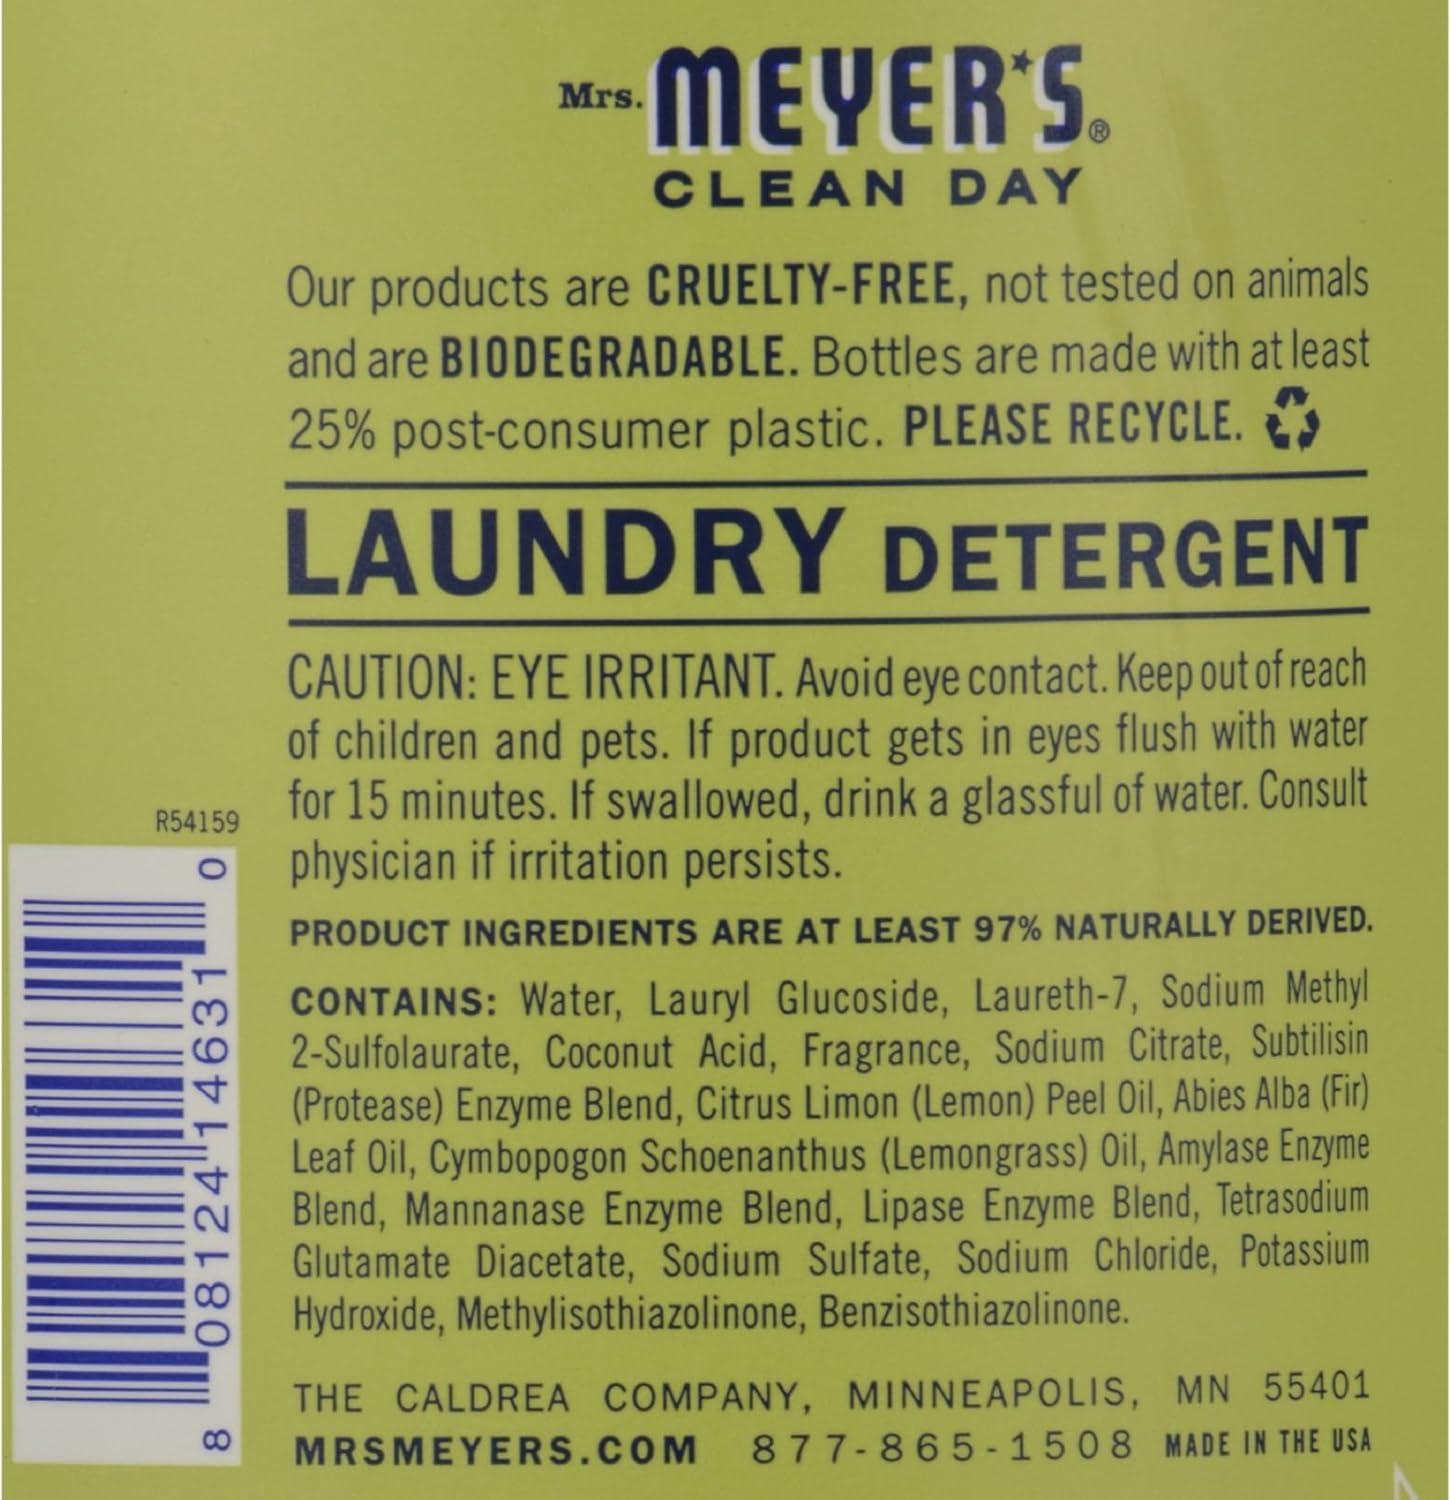 Mrs. MEYER'S®
CLEAN DAY
Our products are CRUELTY-FREE, not tested on animals
and are BIODEGRADABLE. Bottles are made with at least
25% post-consumer plastic. PLEASE RECYCLE.
LAUNDRY DETERGENT
CAUTION: EYE IRRITANT. Avoid eye contact. Keep out of reach
of children and pets. If product gets in eyes flush with water
for 15 minutes. If swallowed, drink a glassful of water. Consult
physician if irritation persists.
PRODUCT INGREDIENTS ARE AT LEAST 97% NATURALLY DERIVED.
CONTAINS: Water, Lauryl Glucoside, Laureth-7, Sodium Methyl
2-Sulfolaurate, Coconut Acid, Fragrance, Sodium Citrate, Subtilisin
(Protease) Enzyme Blend, Citrus Limon (Lemon) Peel Oil, Abies Alba (Fir)
Leaf Oil, Cymbopogon Schoenanthus (Lemongrass) Oil, Amylase Enzyme
Blend, Mannanase Enzyme Blend, Lipase Enzyme Blend, Tetrasodium
Glutamate Diacetate, Sodium Sulfate, Sodium Chloride, Potassium
Hydroxide, Methylisothiazolinone, Benzisothiazolinone.
THE CALDREA COMPANY, MINNEAPOLIS, MN 55401
MRSMEYERS.COM 877-865-1508 MADE IN THE USA
R54159
8 08124 14631 0